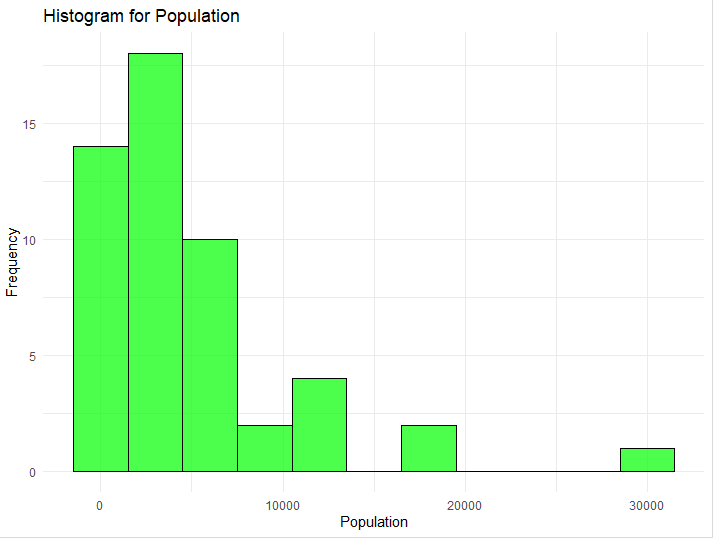 Histogram for Population
15
10
5
0
Frequency
0 10000 20000 30000
Population